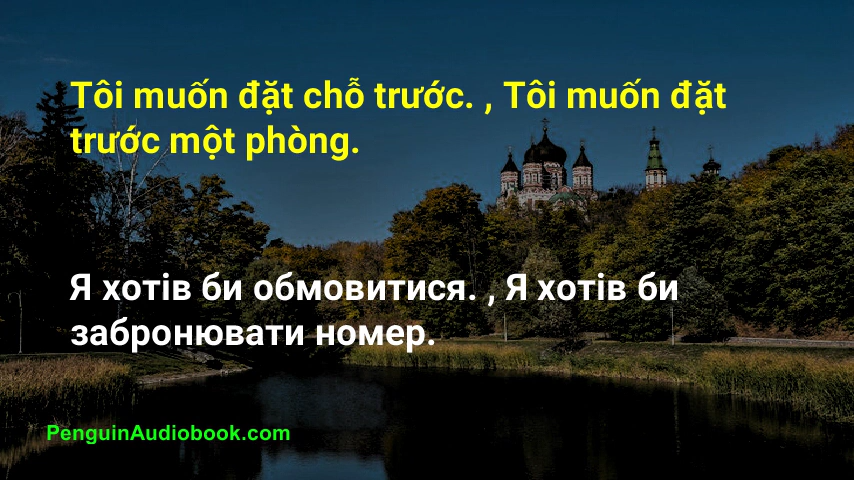 Tôi muốn đặt chỗ trước. , Tôi muốn đặt
trước một phòng.
Я хотів би обмовитися. , Я хотів би
забронювати номер.
PenguinAudiobook.com